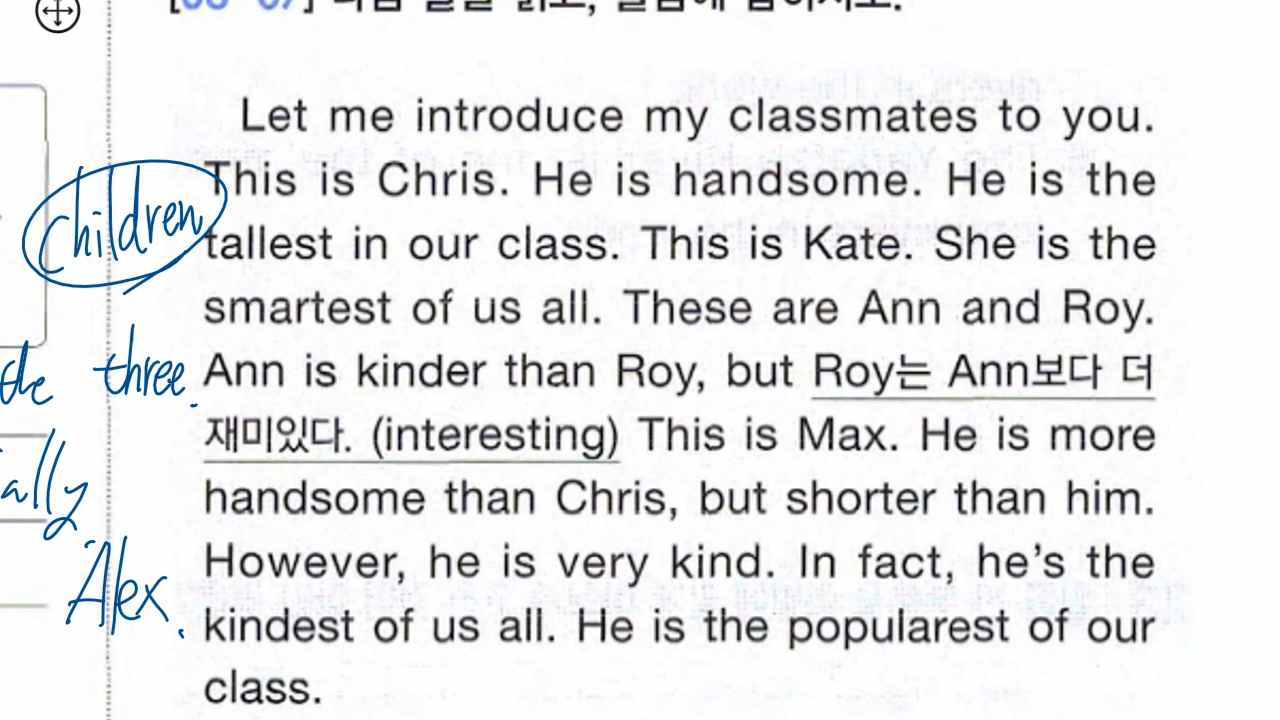 Let me introduce my classmates to you.
This is Chris. He is handsome. He is the
children
tallest in our class. This is Kate. She is the
smartest of us all. These are Ann and Roy.
three.
Ann is kinder than Roy, but Roy는 Ann보다 더
재미있다. (interesting) This is Max. He is more
handsome than Chris, but shorter than him.
However, he is very kind. In fact, he's the
Alex.
kindest of us all. He is the popularest of our
class.